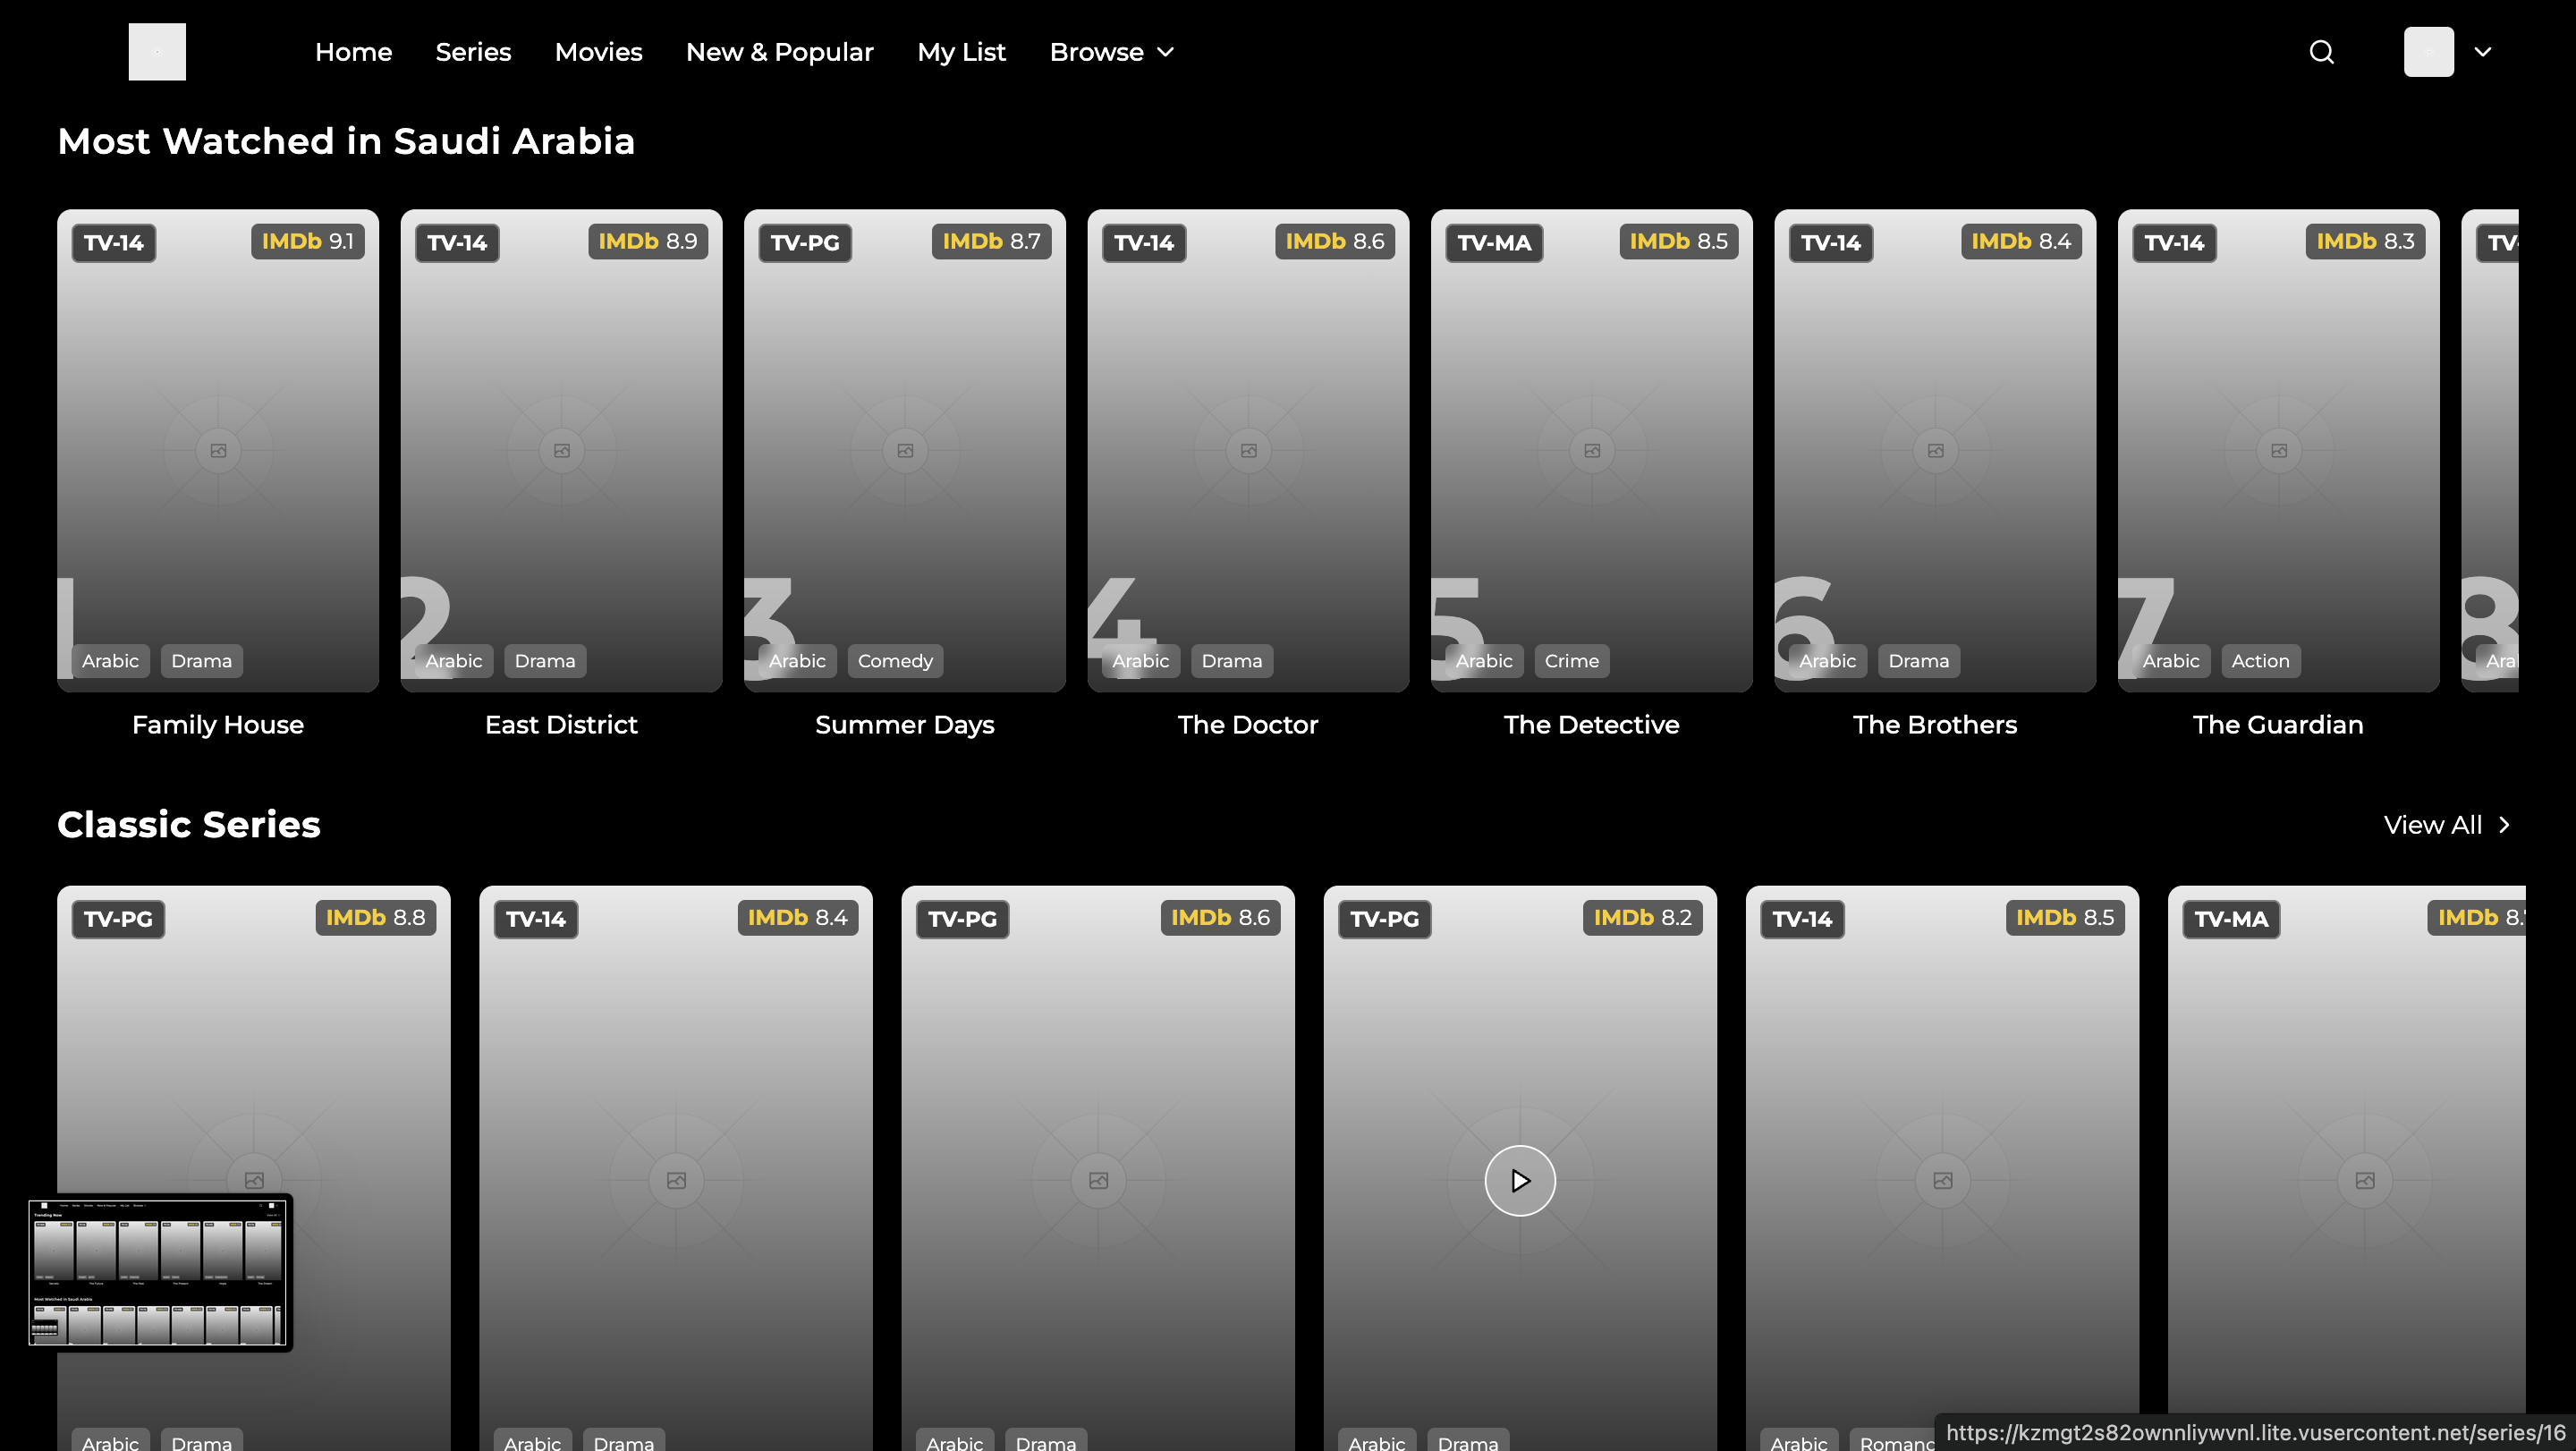 Home Series Movies New & Popular My List Browse
Most Watched in Saudi Arabia
TV-14 IMDb 9.1 TV-14 IMDb 8.9 TV-PG IMDb 8.7 TV-14 IMDb 8.6 TV-MA IMDb 8.5 TV-14 IMDb 8.4 TV-14 IMDb 8.3 TV-
1 2 3 4 5 6 7 8
Arabic Drama Arabic Drama Arabic Comedy Arabic Drama Arabic Crime Arabic Drama Arabic Action Ara
Family House East District Summer Days The Doctor The Detective The Brothers The Guardian
Classic Series View All
TV-PG IMDb 8.8 TV-14 IMDb 8.4 TV-PG IMDb 8.6 TV-PG IMDb 8.2 TV-14 IMDb 8.5 TV-MA IMDb 8.
Trending Now
Most Watched in Saudi Arabia
Arabic Drama Arabic Drama Arabic Drama Arabic Drama Arabic Romanc
https://kzmgt2s82ownnliywvnl.lite.vusercontent.net/series/16